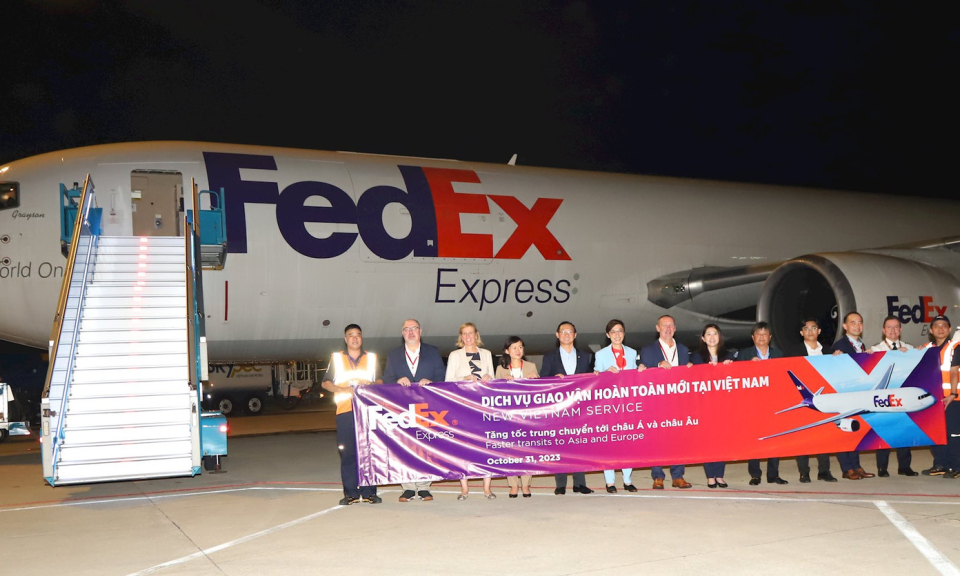 FedEx
Express
Grayson
orld On
FedEx
DỊCH VỤ GIAO VẬN HOÀN TOÀN MỚI TẠI VIỆT NAM
NEW VIETNAM SERVICE
FedEx
Express
Tăng tốc trung chuyển tới châu Á và châu Âu
Faster transits to Asia and Europe
October 31, 2023
FedEx